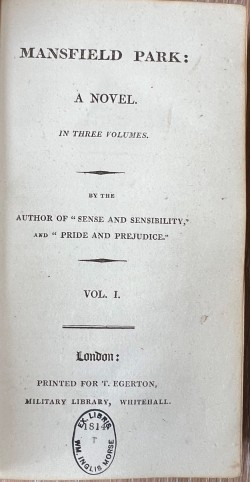 MANSFIELD PARK:
A NOVEL.
IN THREE VOLUMES.
BY THE
AUTHOR OF "SENSE AND SENSIBILITY,"
AND "PRIDE AND PREJUDICE."
VOL. I.
London:
PRINTED FOR T. EGERTON,
MILITARY LIBRARY, WHITEHALL.
1814.
EX. LIBRIS
WM. INGLIS MORSE